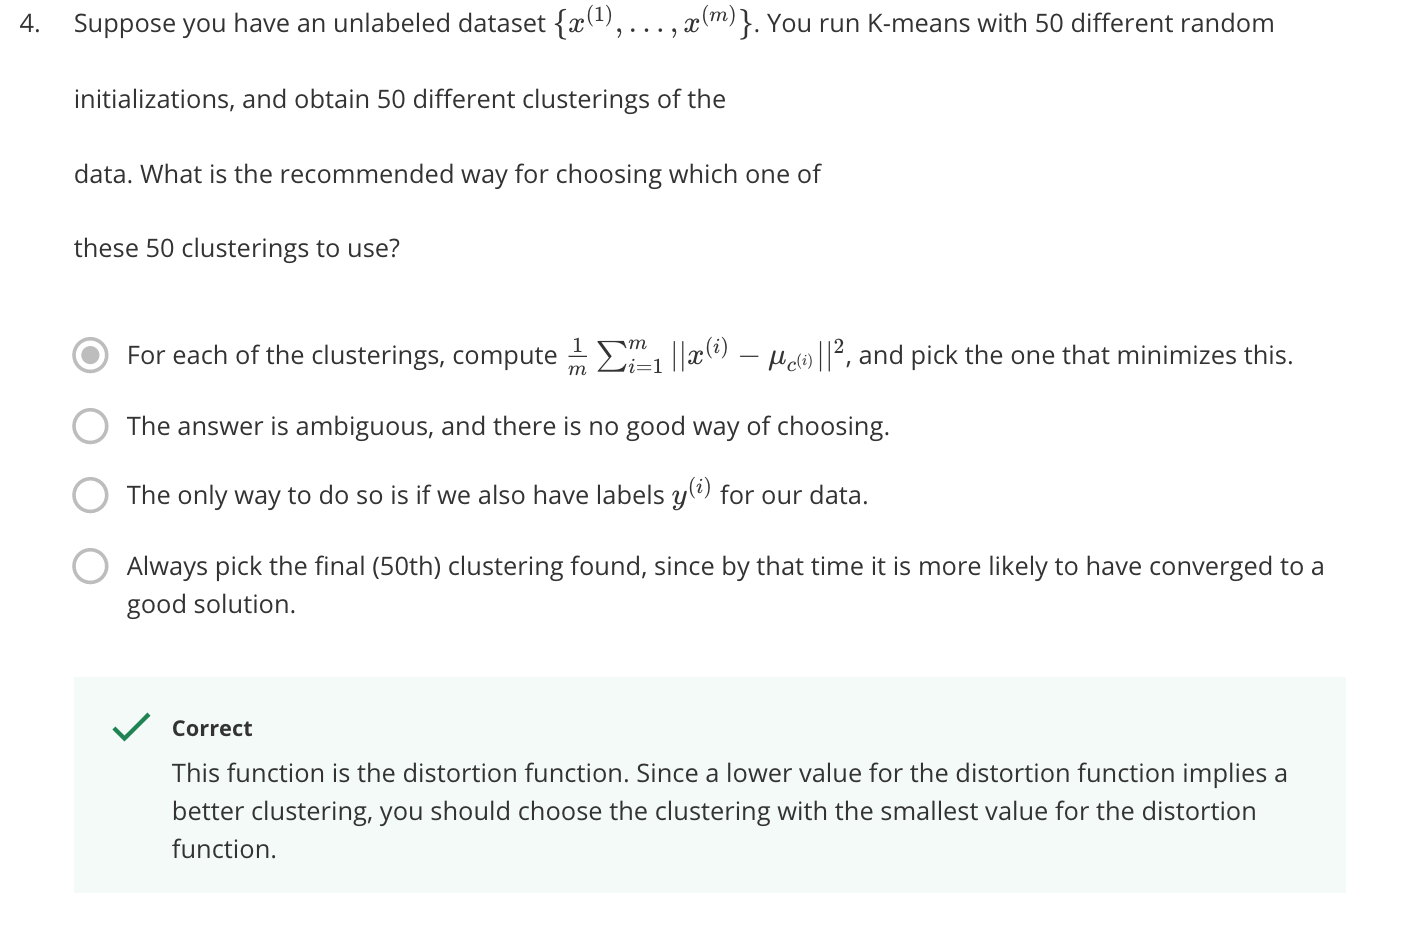 4. Suppose you have an unlabeled dataset {x^(1), . . . , x^(m)}. You run K-means with 50 different random
initializations, and obtain 50 different clusterings of the
data. What is the recommended way for choosing which one of
these 50 clusterings to use?
For each of the clusterings, compute 1/m ∑_{i=1}^m ||x^(i) − μ_{c^(i)}||^2, and pick the one that minimizes this.
The answer is ambiguous, and there is no good way of choosing.
The only way to do so is if we also have labels y^(i) for our data.
Always pick the final (50th) clustering found, since by that time it is more likely to have converged to a
good solution.
Correct
This function is the distortion function. Since a lower value for the distortion function implies a
better clustering, you should choose the clustering with the smallest value for the distortion
function.